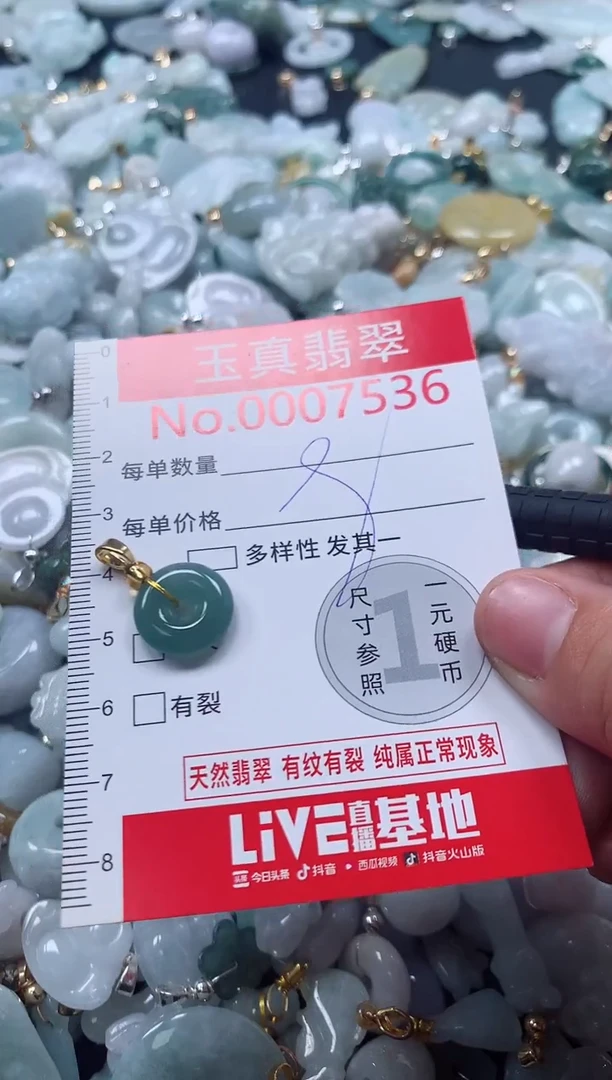 玉真翡翠
No.0007536
每单数量
每单价格
多样性 发其一
有裂
尺寸参照
1
一元硬币
天然翡翠 有纹有裂 纯属正常现象
LiVE直播基地
头条 今日头条 抖音 西瓜视频 抖音火山版
0
1
2
3
4
5
6
7
8